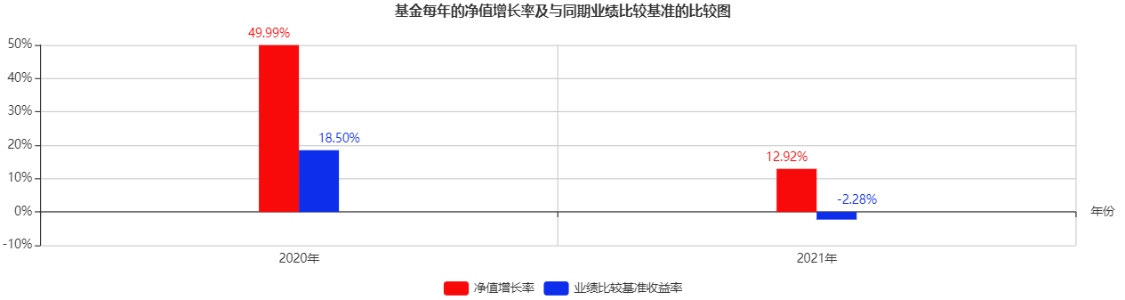 基金每年的净值增长率及与同期业绩比较基准的比较图
49.99%
50%
40%
30%
18.50%
20%
12.92%
10%
-2.28%
0%
年份
-10%
2020年
2021年
净值增长率 业绩比较基准收益率